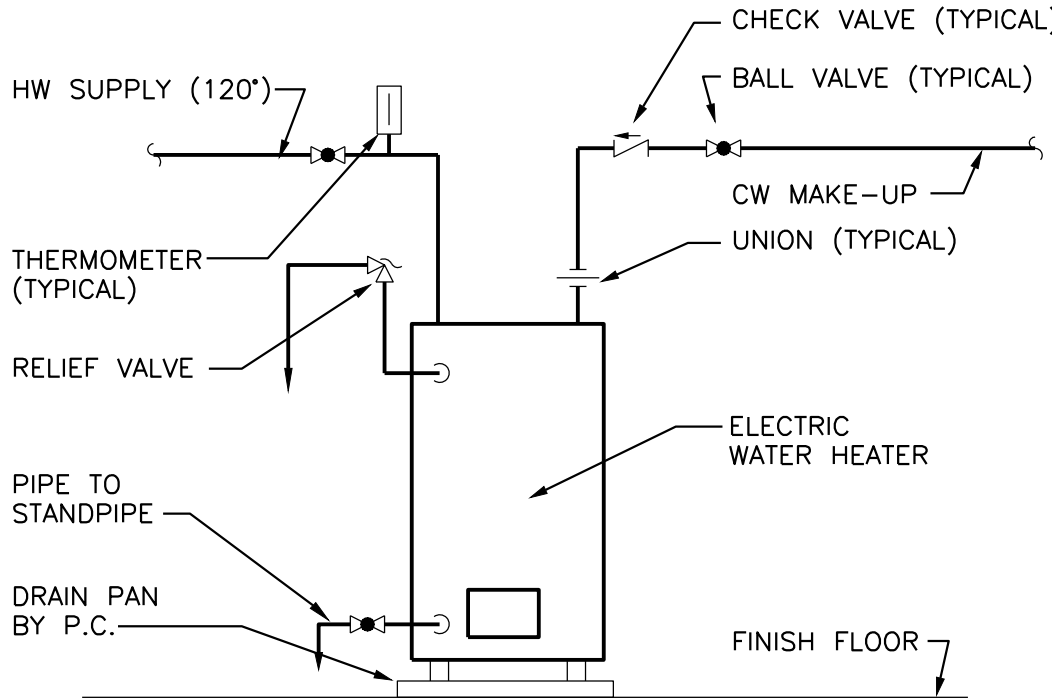 CHECK VALVE (TYPICAL)
HW SUPPLY (120°)
BALL VALVE (TYPICAL)
CW MAKE-UP
UNION (TYPICAL)
THERMOMETER
(TYPICAL)
RELIEF VALVE
ELECTRIC
WATER HEATER
PIPE TO
STANDPIPE
DRAIN PAN
BY P.C.
FINISH FLOOR